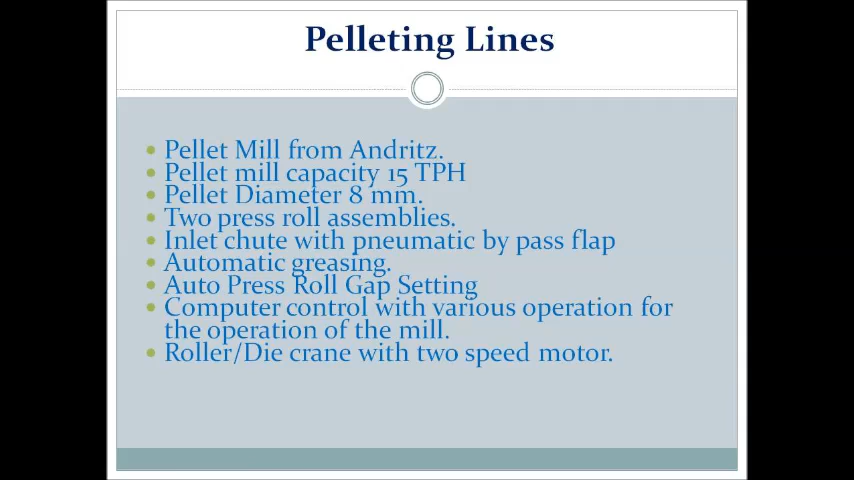 Pelleting Lines
Pellet Mill from Andritz.
Pellet mill capacity 15 TPH
Pellet Diameter 8 mm.
Two press roll assemblies.
Inlet chute with pneumatic by pass flap
Automatic greasing.
Auto Press Roll Gap Setting
Computer control with various operation for
the operation of the mill.
Roller/Die crane with two speed motor.